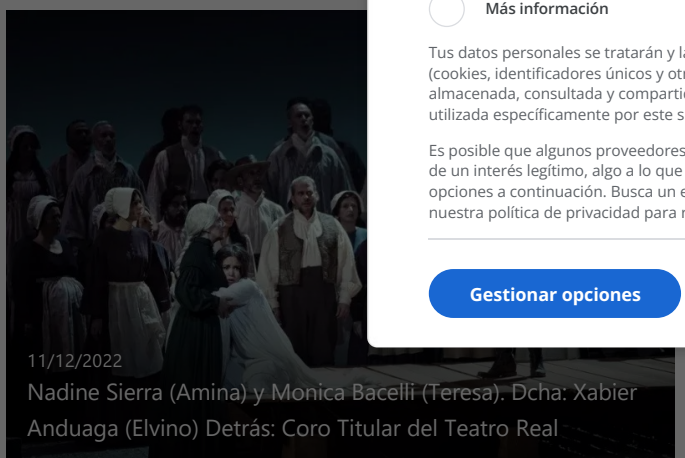 Más información
Tus datos personales se tratarán y
(cookies, identificadores únicos y
almacenada, consultada y
utilizada específicamente por este
Es posible que algunos proveedores
de un interés legítimo, algo a lo que
opciones a continuación. Busca un
nuestra política de privacidad para
Gestionar opciones
11/12/2022
Nadine Sierra (Amina) y Monica Bacelli (Teresa). Dcha: Xabier
Anduaga (Elvino) Detrás: Coro Titular del Teatro Real